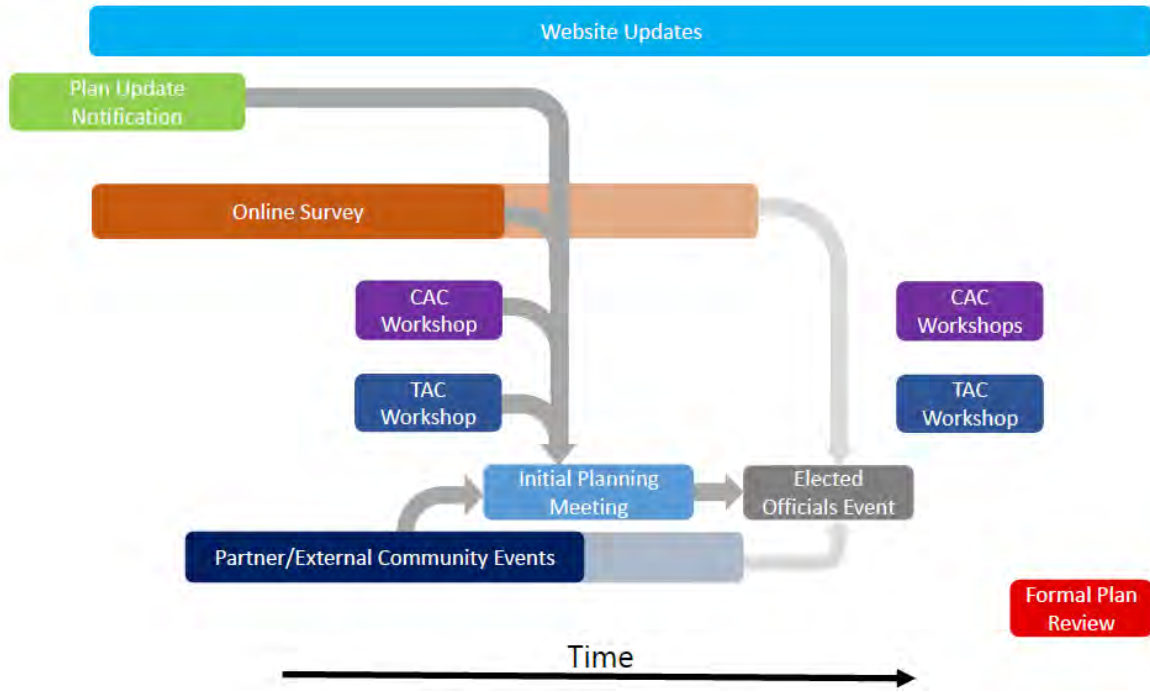 Website Updates
Plan Update
Notification
Online Survey
CAC
Workshop
CAC
Workshops
TAC
Workshop
TAC
Workshop
Initial Planning
Meeting
Elected
Officials Event
Partner/External Community Events
Formal Plan
Review
Time